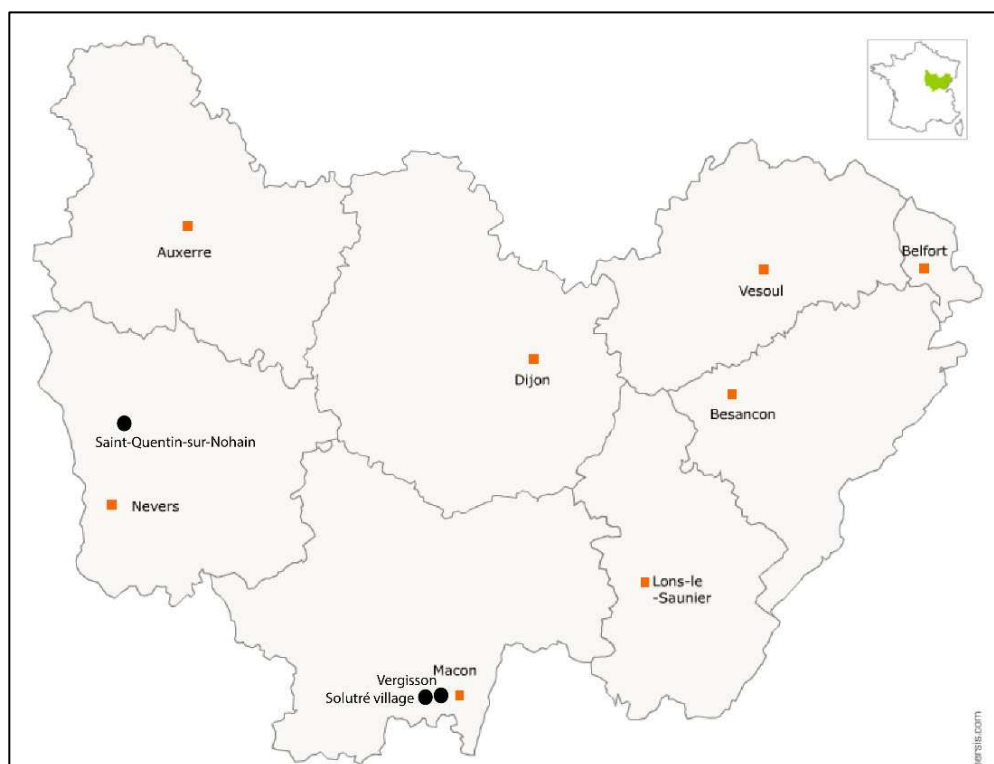 Auxerre
Belfort
Vesoul
Dijon
Besancon
Saint-Quentin-sur-Nohain
Nevers
Lons-le
-Saunier
Macon
Vergisson
Solutré village